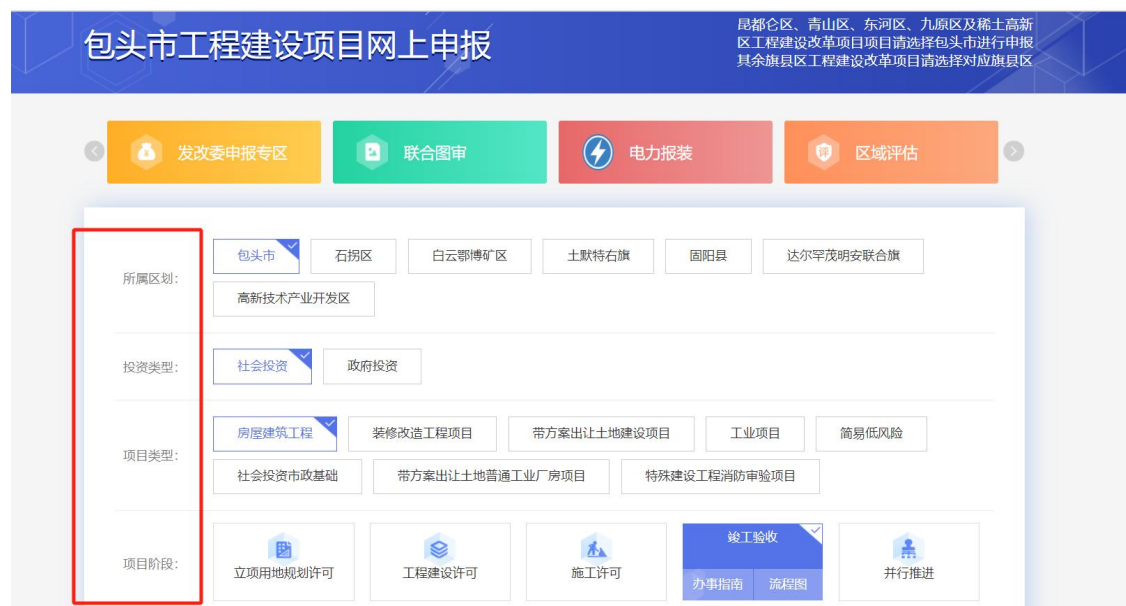 包头市工程建设项目网上申报
昆都仑区、青山区、东河区、九原区及稀土高新
区工程建设改革项目项目请选择包头市进行申报
其余旗县区工程建设改革项目请选择对应旗县区
发改委申报专区 联合图审 电力报装 区域评估
所属区划： 包头市 石拐区 白云鄂博矿区 土默特右旗 固阳县 达尔罕茂明安联合旗
高新技术产业开发区
投资类型： 社会投资 政府投资
项目类型： 房屋建筑工程 装修改造工程项目 带方案出让土地建设项目 工业项目 简易低风险
社会投资市政基础 带方案出让土地普通工业厂房项目 特殊建设工程消防审验项目
项目阶段： 立项用地规划许可 工程建设许可 施工许可 竣工验收 并行推进
办事指南 流程图